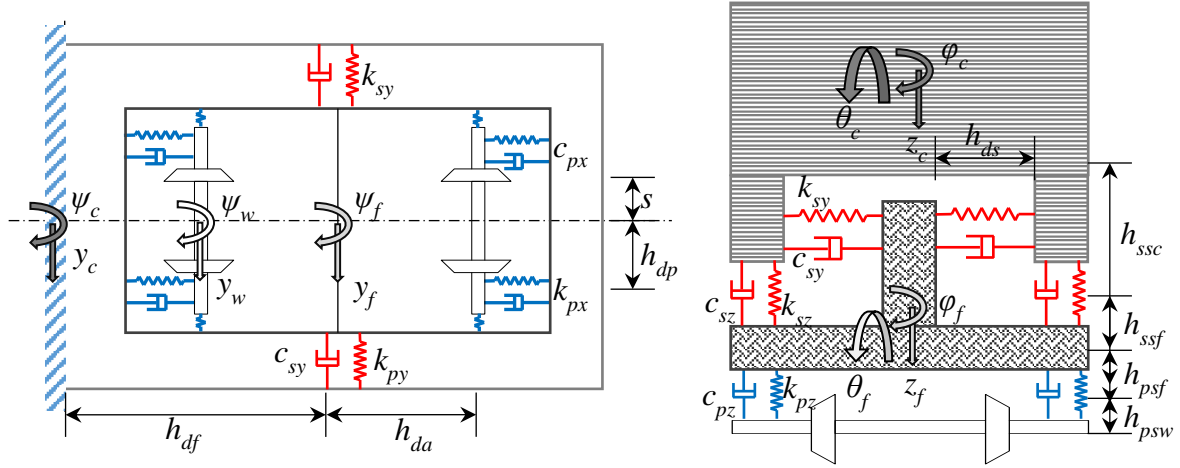 k_sy
c_px
ψ_c
ψ_w
ψ_f
s
h_dp
y_c
y_w
y_f
k_px
c_sy
k_py
h_df
h_da
φ_c
θ_c
z_c
h_ds
k_sy
h_ssc
c_sy
c_sz
k_sz
φ_f
h_ssf
h_psf
c_pz
k_pz
θ_f
z_f
h_psw